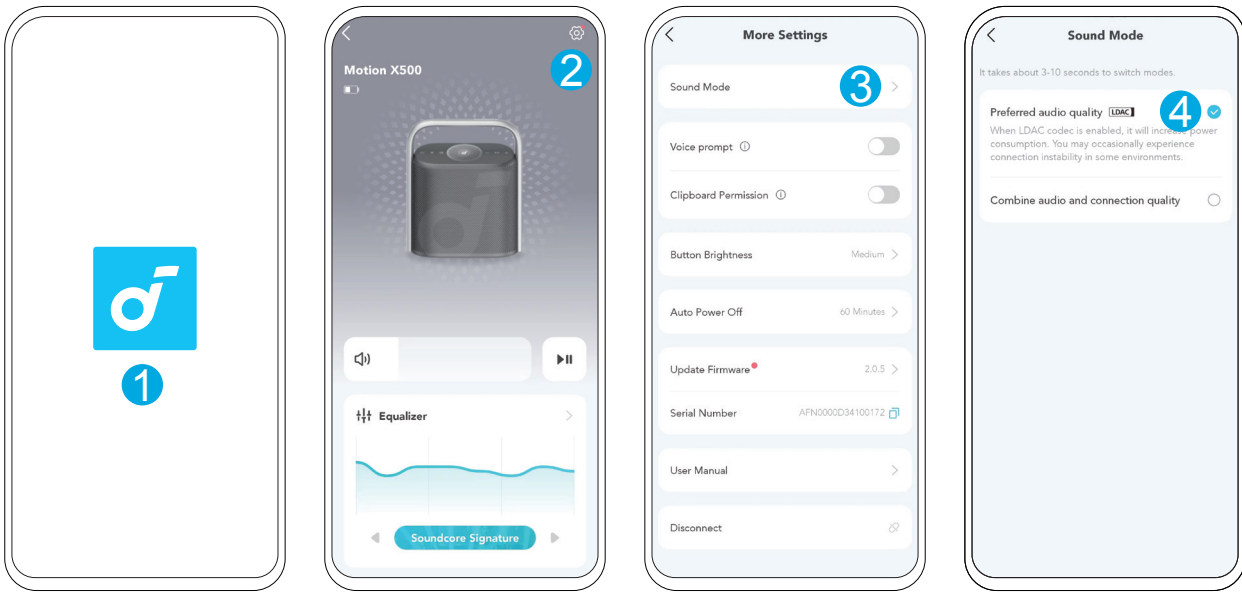 1
Motion X500
2
Equalizer
Soundcore Signature
More Settings
Sound Mode
3
Voice prompt
Clipboard Permission
Button Brightness Medium
Auto Power Off 60 Minutes
Update Firmware 2.0.5
Serial Number AFN0000D34100172
User Manual
Disconnect
Sound Mode
It takes about 3-10 seconds to switch modes.
Preferred audio quality LDAC
4
When LDAC codec is enabled, it will increase power
consumption. You may occasionally experience
connection instability in some environments.
Combine audio and connection quality